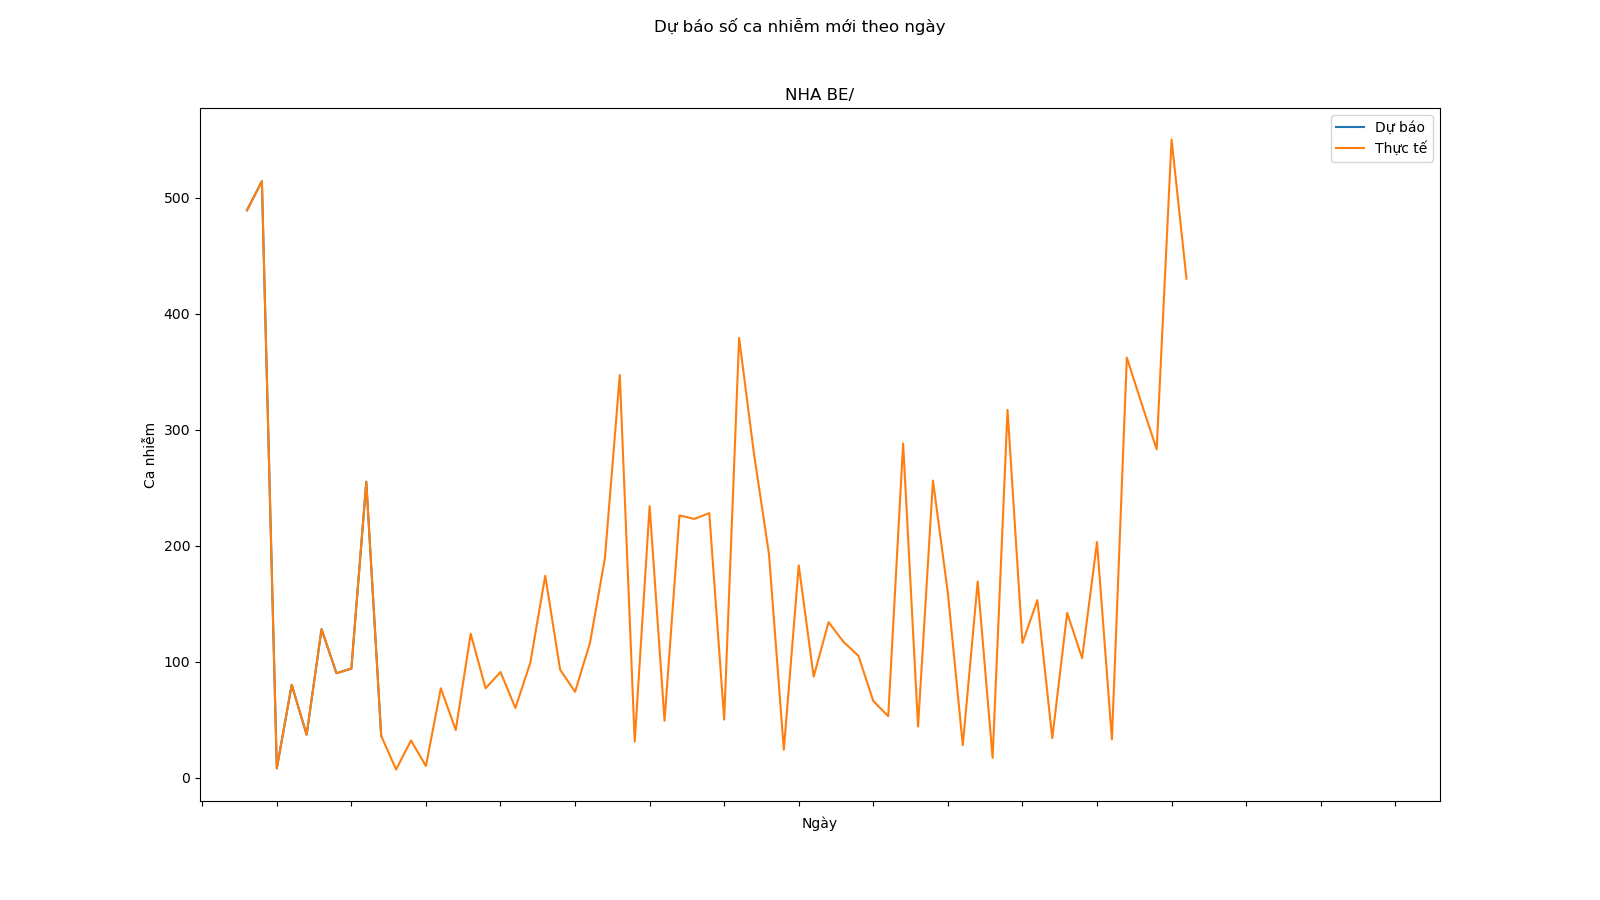 Dự báo số ca nhiễm mới theo ngày
NHA BE/
Dự báo
Thực tế
500
400
300
200
100
0
Ca nhiễm
Ngày